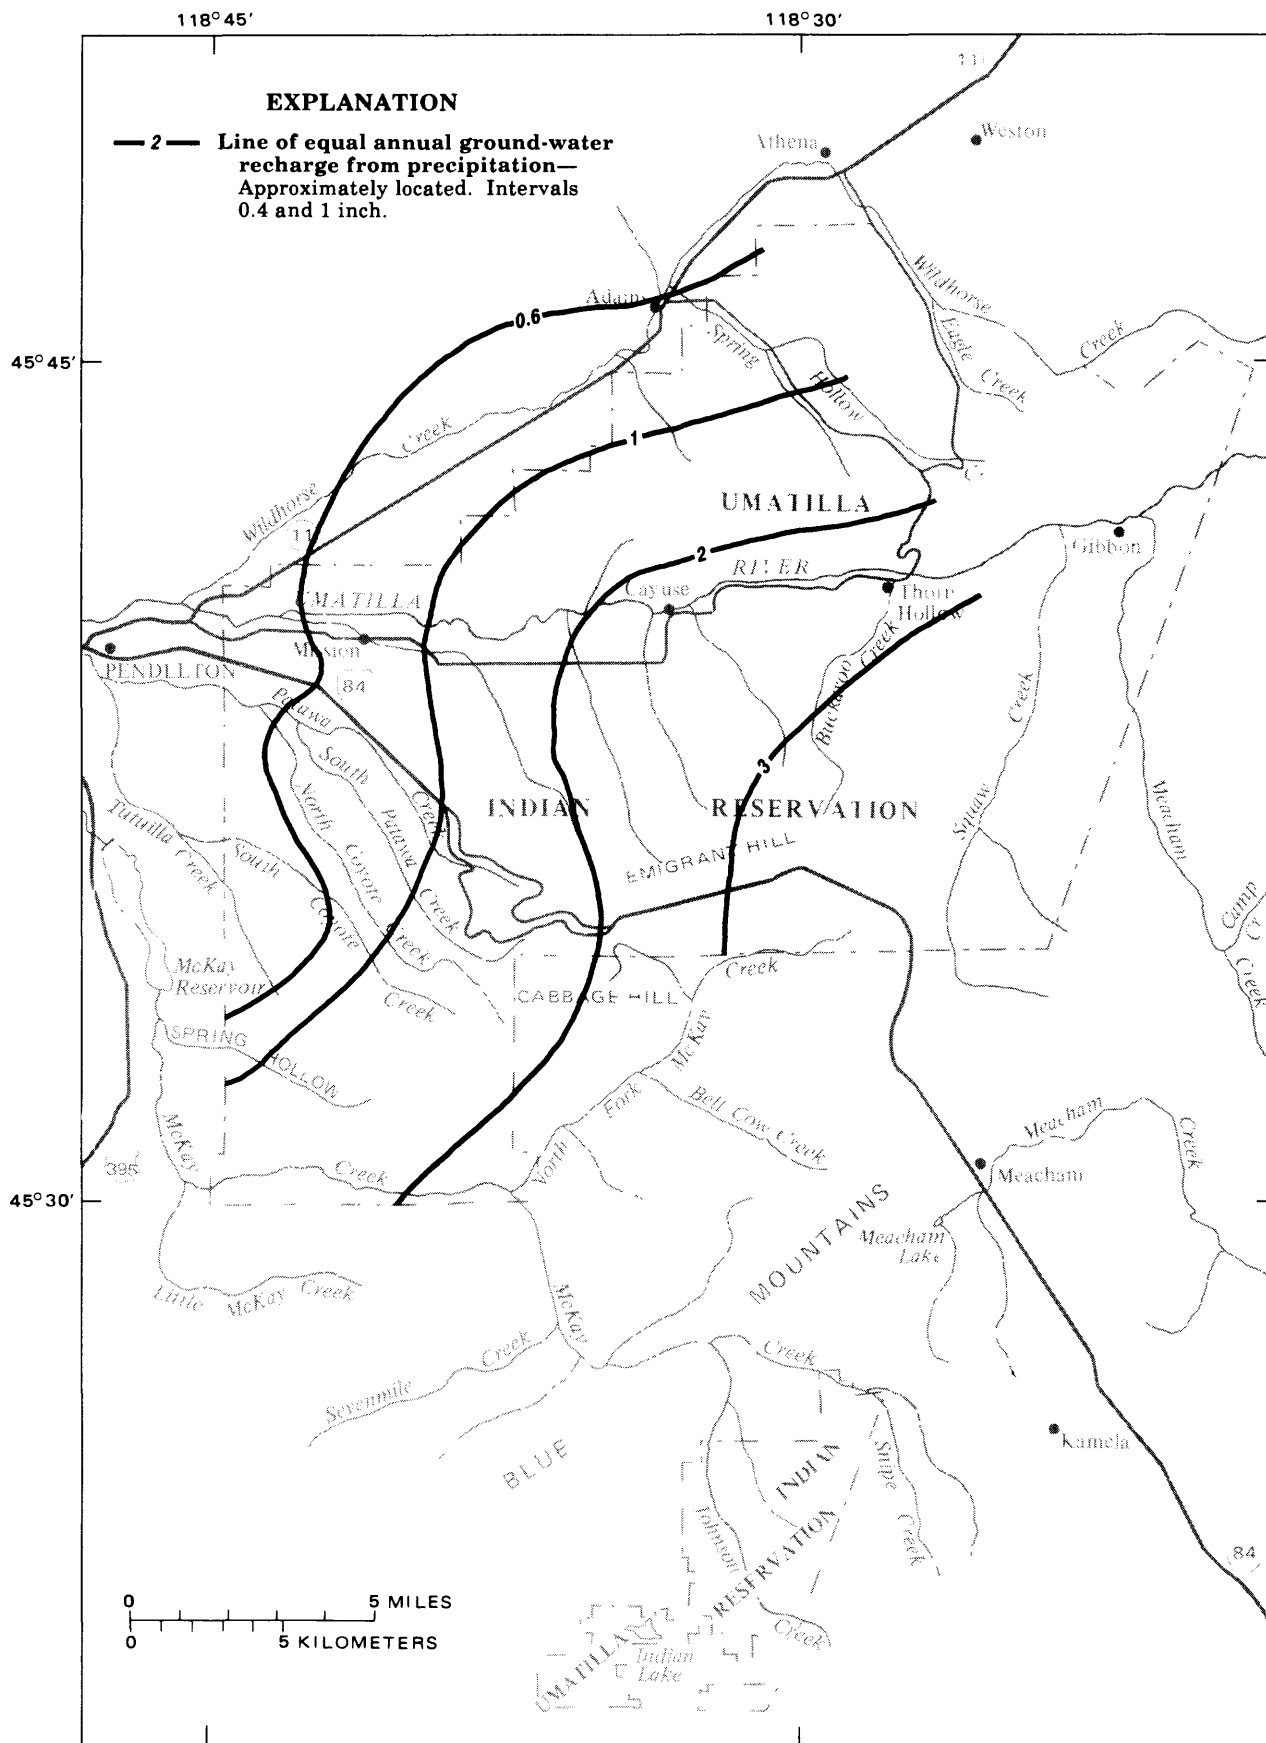 118°45'
118°30'
11
EXPLANATION
2
Line of equal annual ground-water
recharge from precipitation—
Approximately located. Intervals
0.4 and 1 inch.
Athena
Weston
Wildhorse
Creek
Adams
0.6
Spring
Hollow
Eagle
Creek
45°45'
Creek
1
Wildhorse
UMATILLA
11
2
RIVER
Gibbon
UMATILLA
Cayuse
Thorn
Hollow
Mission
PENDLETON
84
Patawa
Creek
Buckaroo
Creek
Squaw
3
South
Patawa
Creek
North
Coyote
Creek
INDIAN
RESERVATION
Meacham
Tutuilla
Creek
South
Coyote
Creek
Creek
EMIGRANT HILL
Camp
Cr
Creek
McKay
Reservoir
Creek
CABBAGE HILL
SPRING
HOLLOW
McKay
Fork
North
Bell Cow Creek
Meacham
Creek
McKay
Creek
395
Meacham
45°30'
MOUNTAINS
Meacham
Lake
Little McKay Creek
McKay
Creek
Sevenmile
Creek
BLUE
Kamela
INDIAN
Snipe
Creek
Johnson
RESERVATION
84
0
5 MILES
0
5 KILOMETERS
Creek
UMATILLA
Indian
Lake